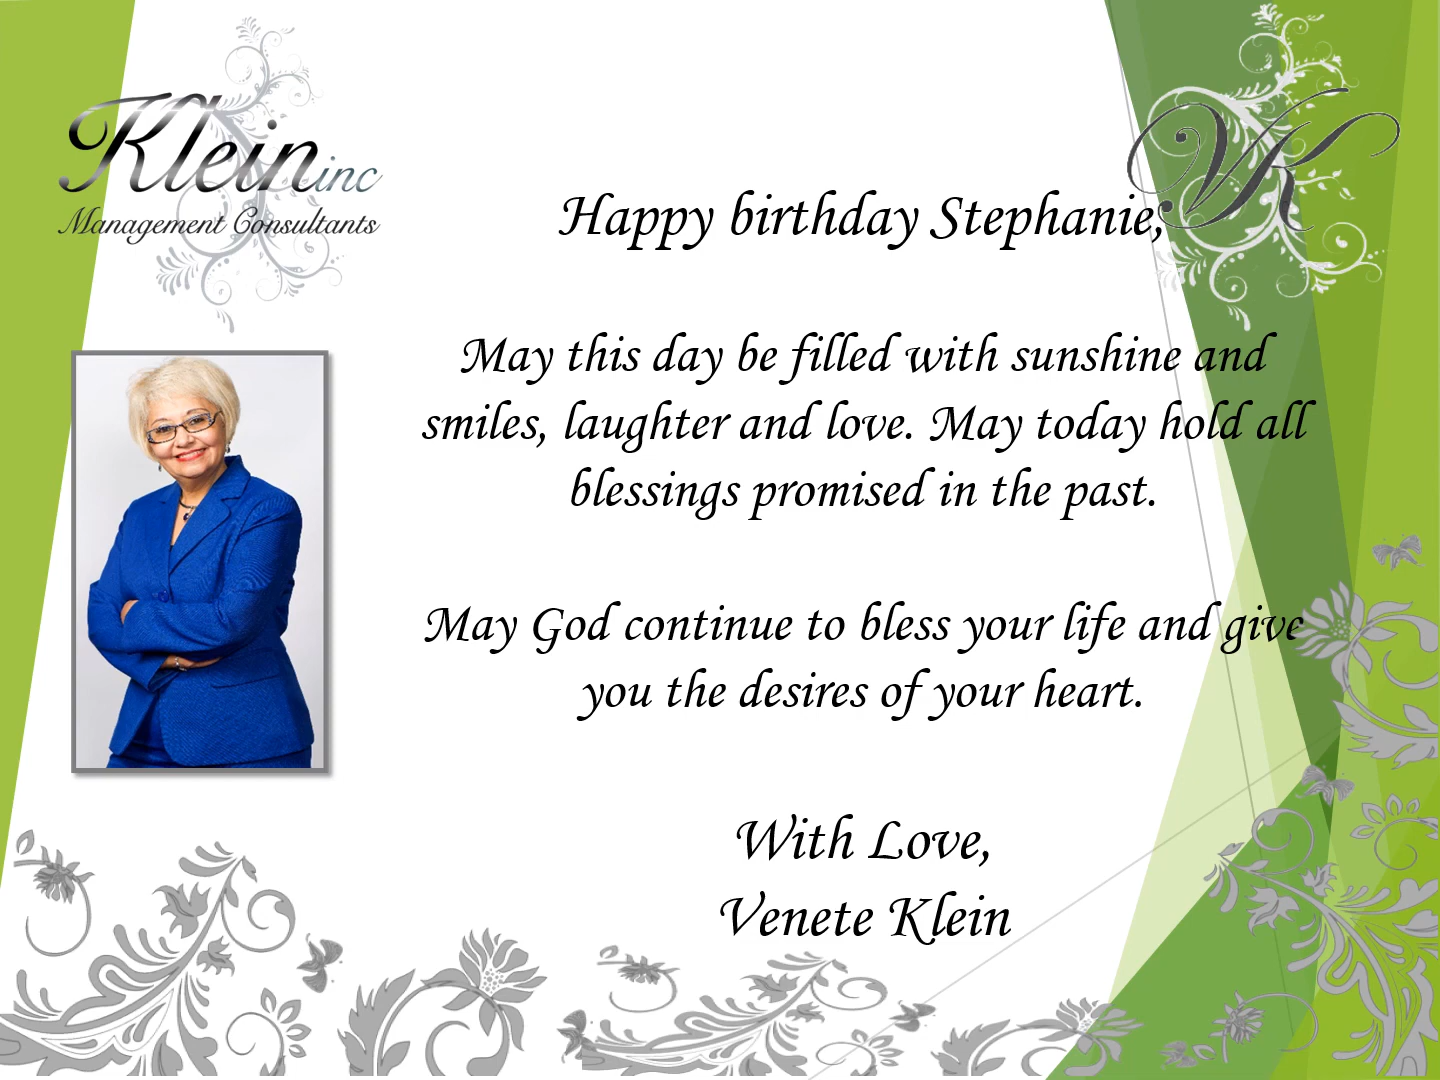 Klein inc
Management Consultants
VK
Happy birthday Stephanie,
May this day be filled with sunshine and
smiles, laughter and love. May today hold all
blessings promised in the past.
May God continue to bless your life and give
you the desires of your heart.
With Love,
Venete Klein